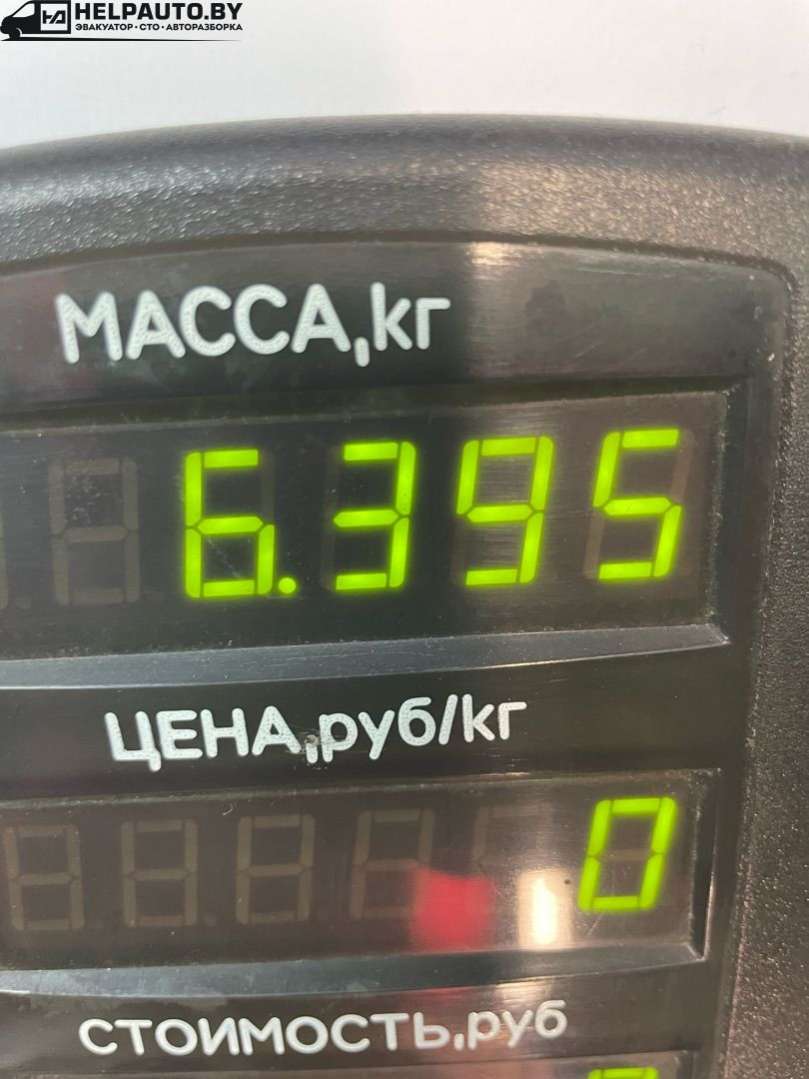 HELPAUTO.BY
ЭВАКУАТОР • СТО • АВТОРАЗБОРКА
МАССА,кг
6.395
ЦЕНА,руб/кг
0
СТОИМОСТЬ,руб